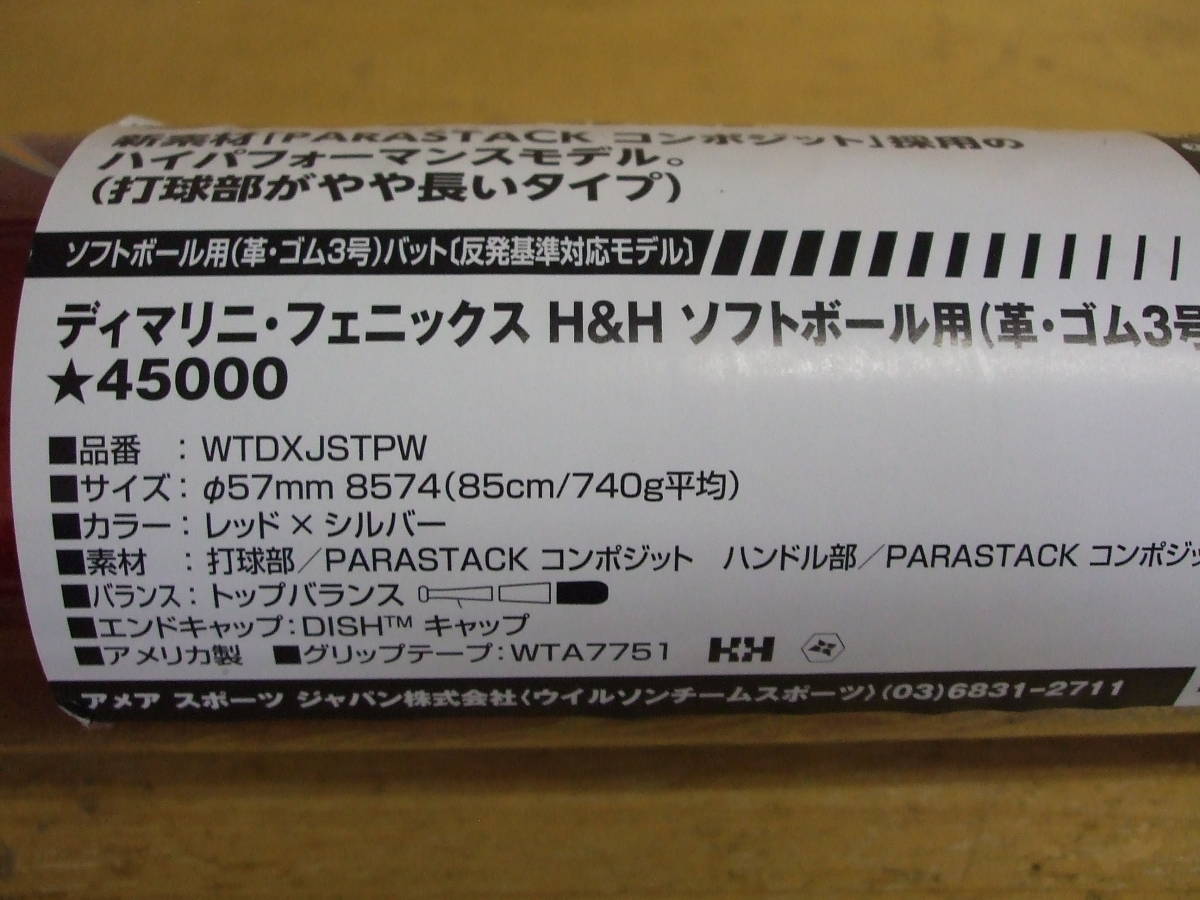 新素材「PARASTACK コンポジット」採用の
ハイパフォーマンスモデル。
(打球部がやや長いタイプ)
ソフトボール用(革・ゴム3号)バット〔反発基準対応モデル〕
ディマリニ・フェニックス H&H ソフトボール用(革・ゴム3号
★45000
■品番 : WTDXJSTPW
■サイズ : φ57mm 8574(85cm/740g平均)
■カラー : レッド×シルバー
■素材 : 打球部/PARASTACK コンポジット ハンドル部/PARASTACK コンポジッ
■バランス : トップバランス
■エンドキャップ : DISH™ キャップ
■アメリカ製 ■グリップテープ : WTA7751 KH
アメア スポーツ ジャパン株式会社〈ウイルソンチームスポーツ〉(03)6831-2711